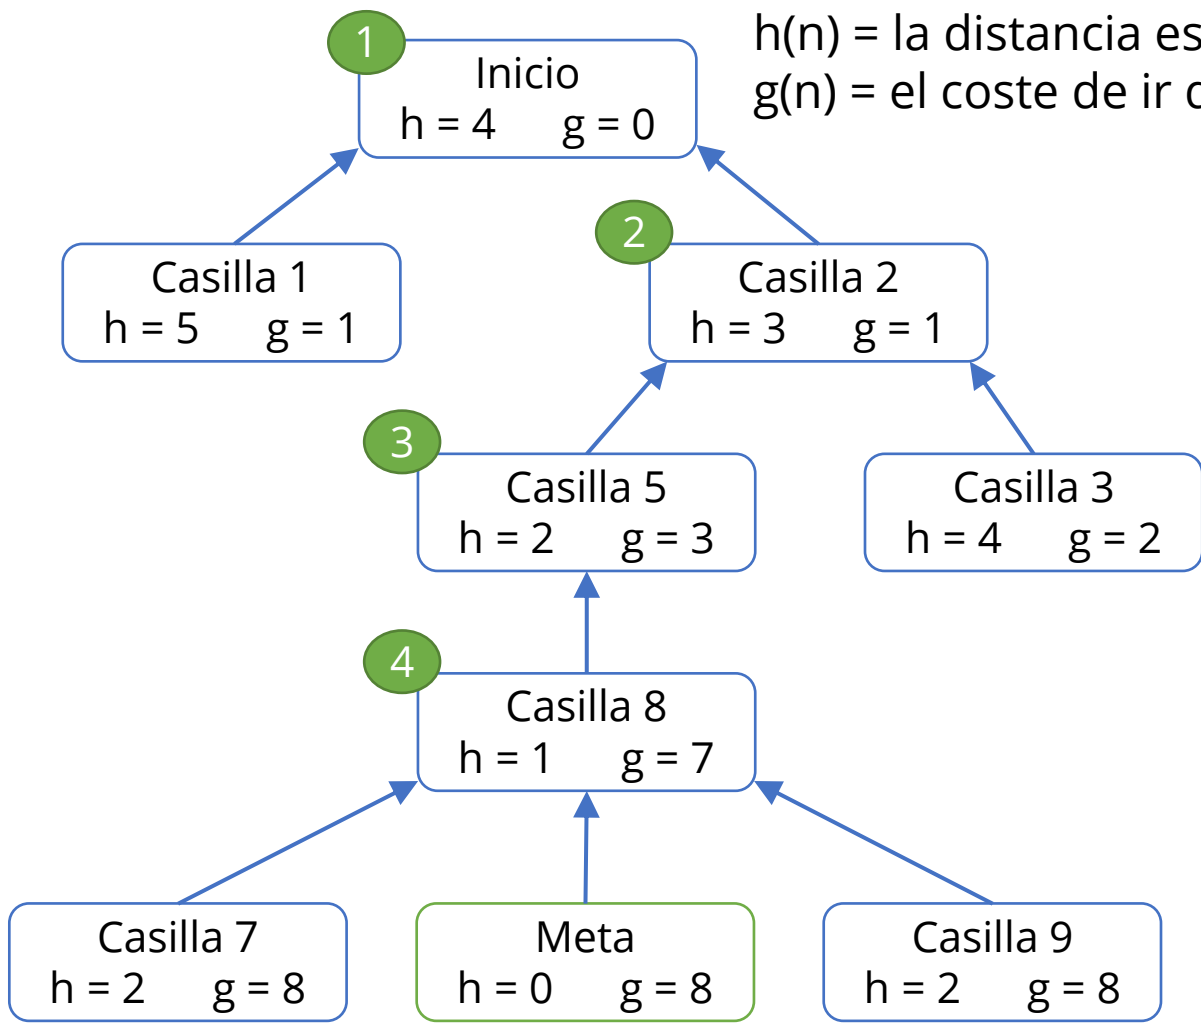 1
Inicio
h = 4 g = 0
h(n) = la distancia es
g(n) = el coste de ir
Casilla 1
h = 5 g = 1
2
Casilla 2
h = 3 g = 1
3
Casilla 5
h = 2 g = 3
Casilla 3
h = 4 g = 2
4
Casilla 8
h = 1 g = 7
Casilla 7
h = 2 g = 8
Meta
h = 0 g = 8
Casilla 9
h = 2 g = 8